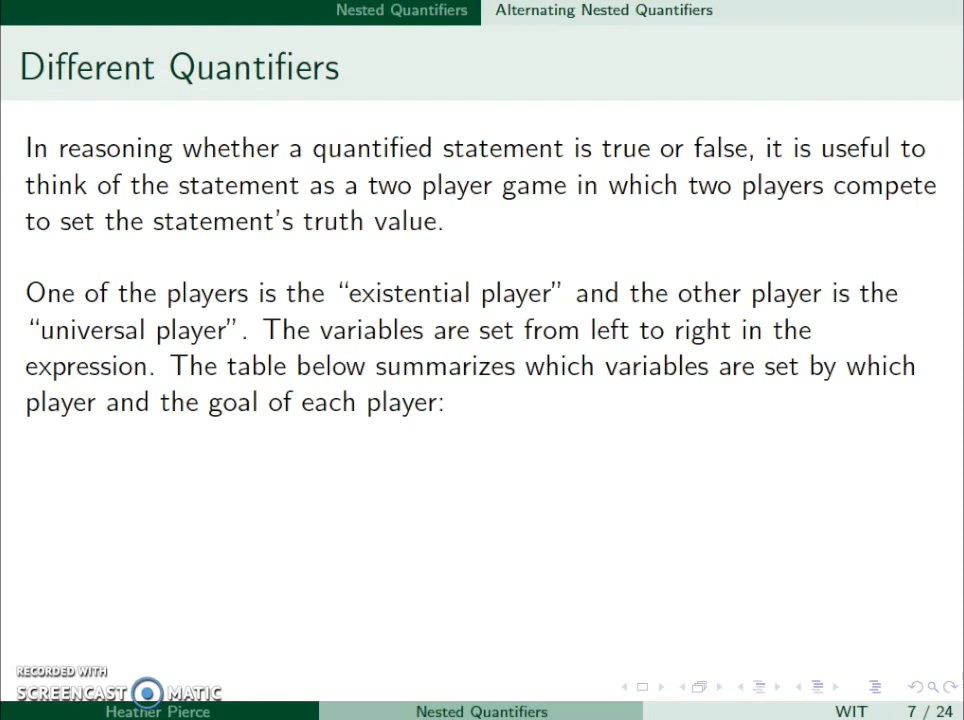 Nested Quantifiers Alternating Nested Quantifiers
Different Quantifiers
In reasoning whether a quantified statement is true or false, it is useful to
think of the statement as a two player game in which two players compete
to set the statement's truth value.
One of the players is the “existential player” and the other player is the
“universal player”. The variables are set from left to right in the
expression. The table below summarizes which variables are set by which
player and the goal of each player:
RECORDED WITH
SCREENCAST MATIC
Heather Pierce Nested Quantifiers WIT 7 / 24